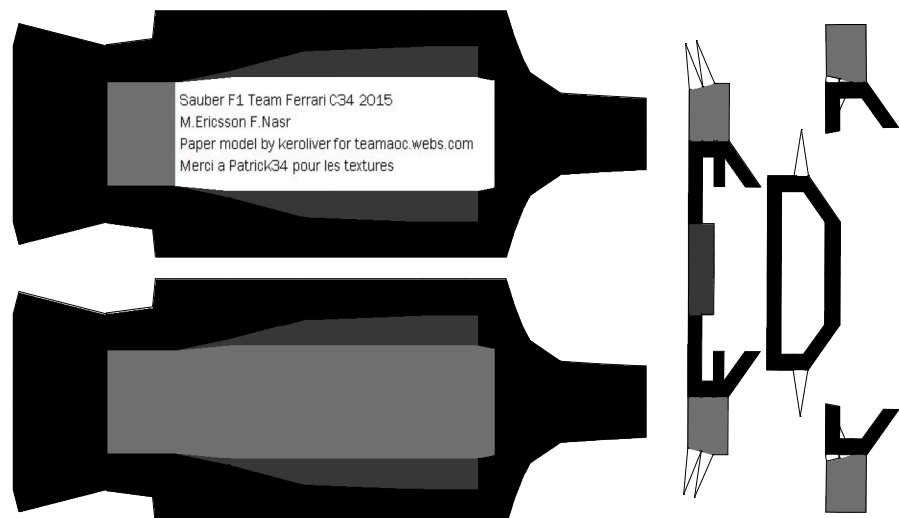 Sauber F1 Team Ferrari C34 2015
M.Ericsson F.Nasr
Paper model by keroliver for teamaoc.webs.com
Merci a Patrick34 pour les textures